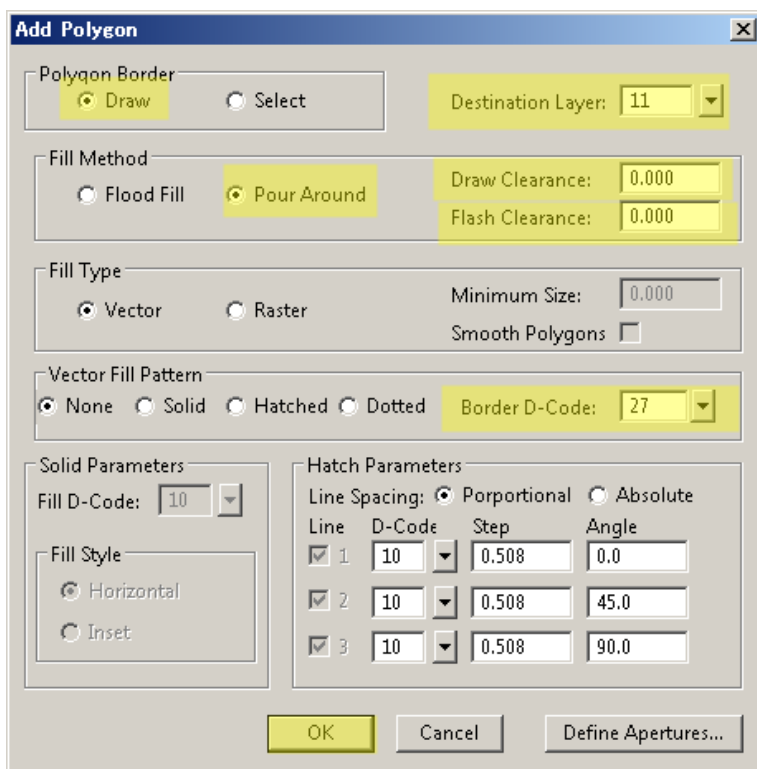 Add Polygon
Polygon Border
Draw Select
Destination Layer: 11
Fill Method
Flood Fill Pour Around
Draw Clearance: 0.000
Flash Clearance: 0.000
Fill Type
Vector Raster
Minimum Size: 0.000
Smooth Polygons
Vector Fill Pattern
None Solid Hatched Dotted Border D-Code: 27
Solid Parameters
Fill D-Code: 10
Fill Style
Horizontal
Inset
Hatch Parameters
Line Spacing: Porportional Absolute
Line D-Code Step Angle
1 10 0.508 0.0
2 10 0.508 45.0
3 10 0.508 90.0
OK Cancel Define Apertures...